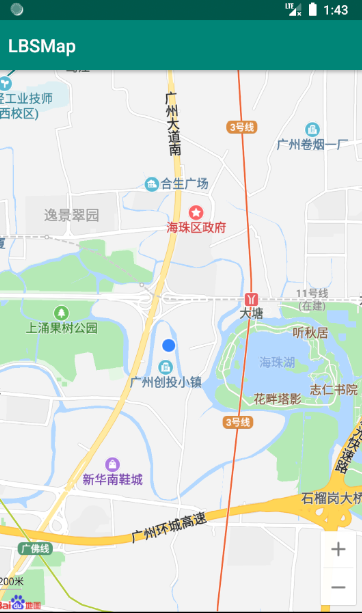 LTE 1:43
LBSMap
工业技师
西校区)
广州大道南
3号线
广州卷烟一厂
合生广场
逸景翠园
海珠区政府
11号线
(在建)
大塘
上涌果树公园
听秋居
海珠湖
广州创投小镇
志仁书院
花畔塔影
3号线
新华南鞋城
石榴岗大桥
广州环城高速
广佛线
+
200米
−
Bai 地图